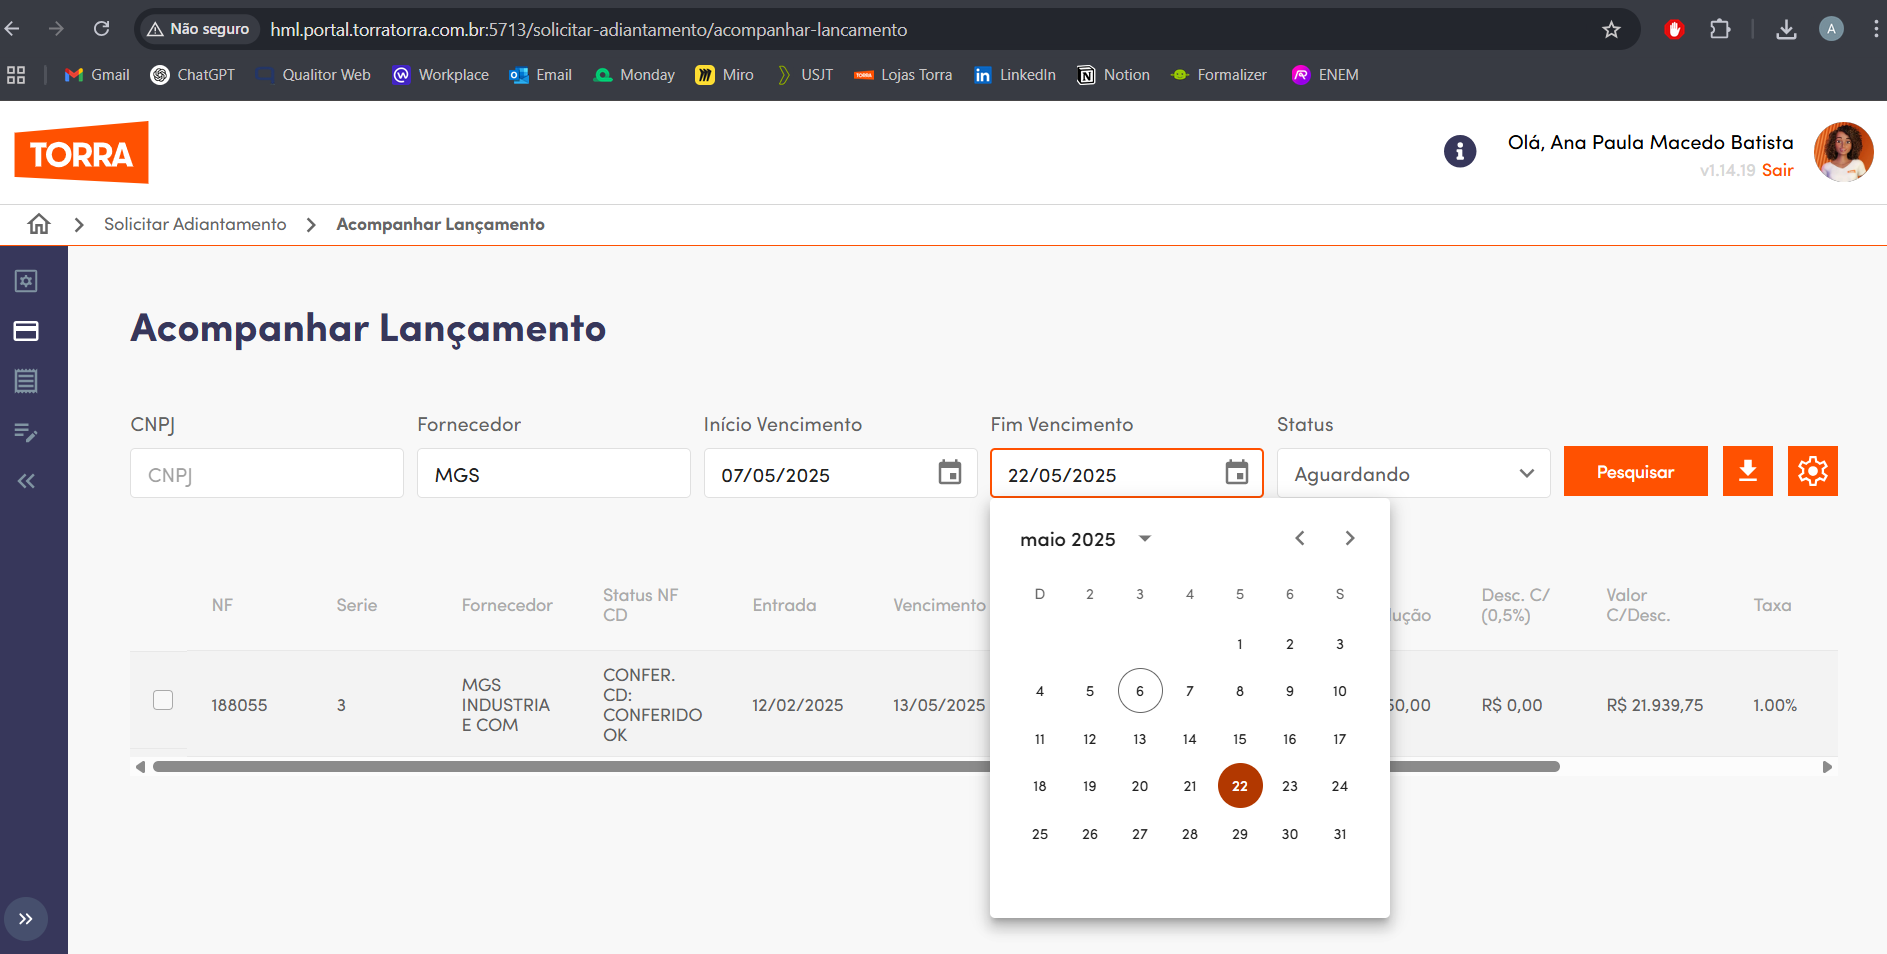 Não seguro
hml.portal.torratorra.com.br:5713/solicitar-adiantamento/acompanhar-lancamento
A
Gmail
ChatGPT
Qualitor Web
Workplace
Email
Monday
Miro
USJT
Lojas Torra
LinkedIn
Notion
Formalizer
ENEM
TORRA
Olá, Ana Paula Macedo Batista
v1.14.19 Sair
Solicitar Adiantamento
Acompanhar Lançamento
Acompanhar Lançamento
CNPJ
Fornecedor
Início Vencimento
Fim Vencimento
Status
CNPJ
MGS
07/05/2025
22/05/2025
Aguardando
Pesquisar
maio 2025
D 2 3 4 5 6 S
1 2 3
4 5 6 7 8 9 10
11 12 13 14 15 16 17
18 19 20 21 22 23 24
25 26 27 28 29 30 31
NF
Serie
Fornecedor
Status NF
CD
Entrada
Vencimento
lução
Desc. C/
(0,5%)
Valor
C/Desc.
Taxa
188055
3
MGS
INDUSTRIA
E COM
CONFER.
CD:
CONFERIDO
OK
12/02/2025
13/05/2025
50,00
R$ 0,00
R$ 21.939,75
1.00%